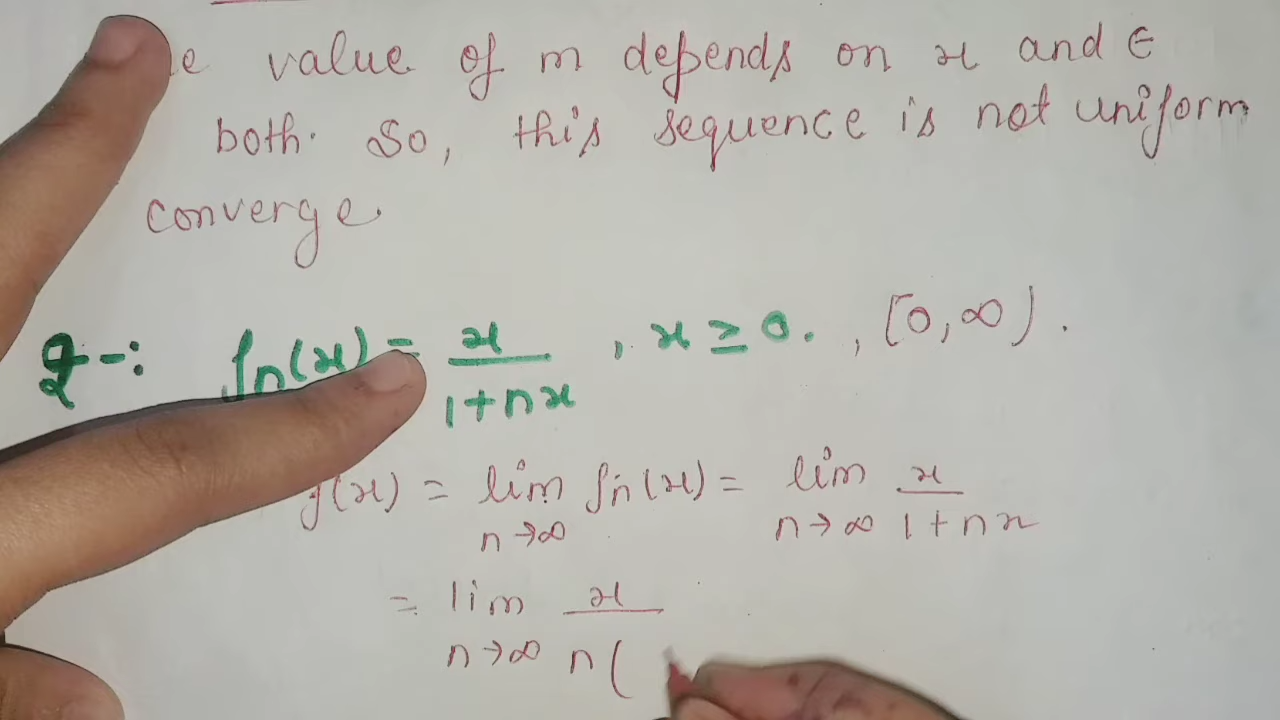 value of m depends on x and ∈
both. So, this sequence is not uniform
converge.
Q-: fn(x) = x/(1+nx) , x ≥ 0. , [0,∞).
f(x) = lim n→∞ fn(x) = lim n→∞ x/(1+nx)
= lim n→∞ x/n(